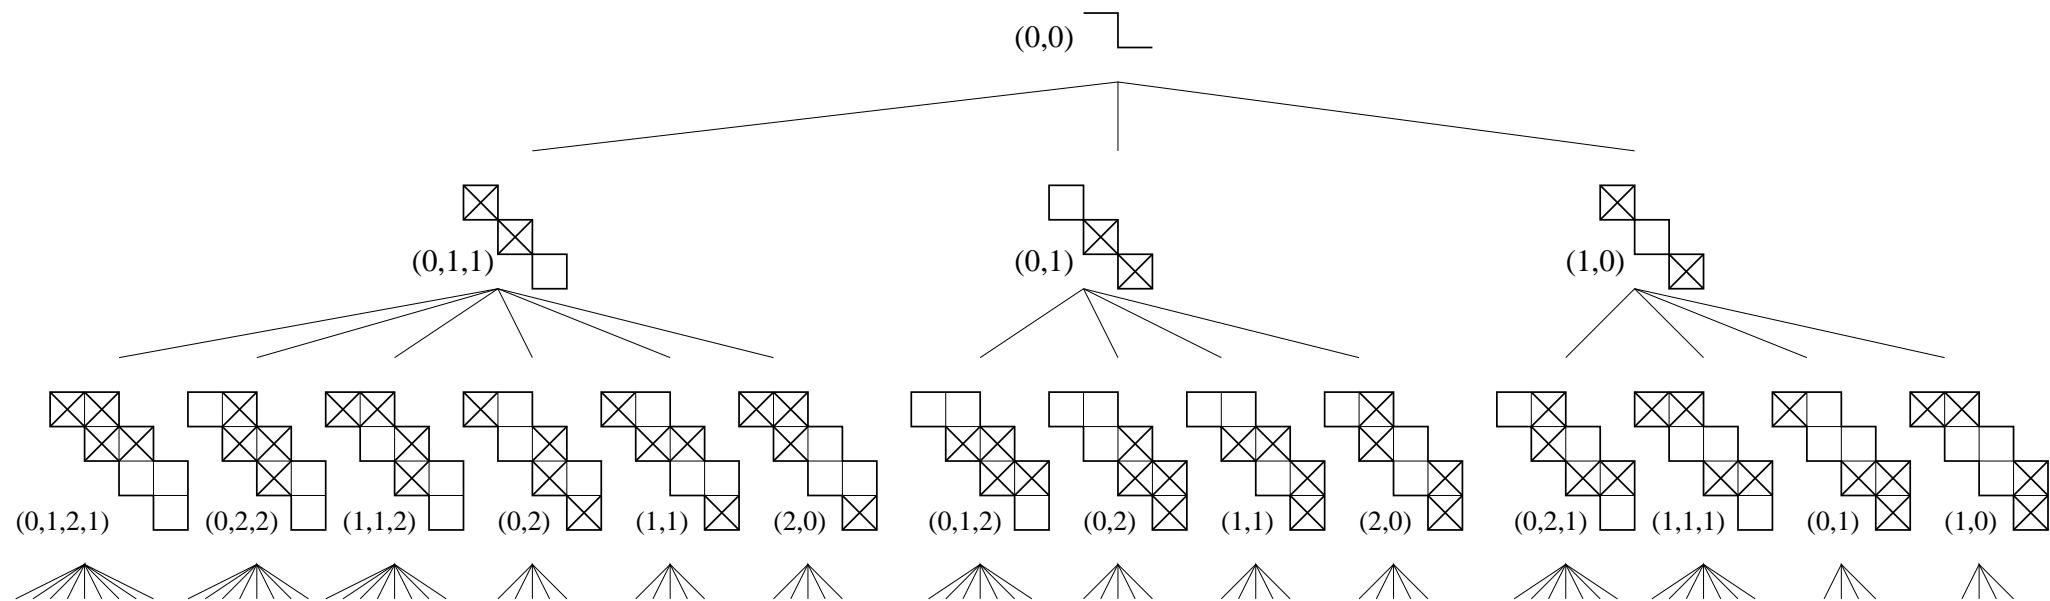 (0,0)
(0,1,1) (0,1) (1,0)
(0,1,2,1) (0,2,2) (1,1,2) (0,2) (1,1) (2,0) (0,1,2) (0,2) (1,1) (2,0) (0,2,1) (1,1,1) (0,1) (1,0)